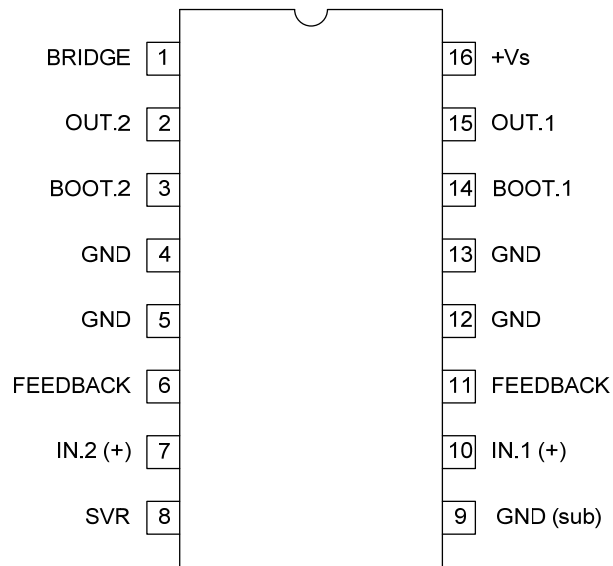 BRIDGE 1 16 +Vs
OUT.2 2 15 OUT.1
BOOT.2 3 14 BOOT.1
GND 4 13 GND
GND 5 12 GND
FEEDBACK 6 11 FEEDBACK
IN.2 (+) 7 10 IN.1 (+)
SVR 8 9 GND (sub)